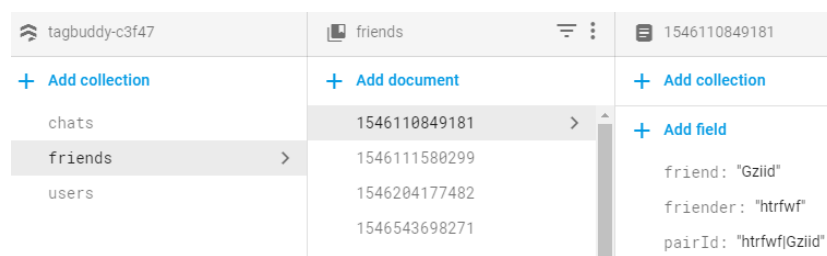 tagbuddy-c3f47
friends
1546110849181
+ Add collection
+ Add document
+ Add collection
chats
friends
users
1546110849181
1546111580299
1546204177482
1546543698271
+ Add field
friend: "Gziid"
friender: "htrfwf"
pairId: "htrfwf|Gziid"